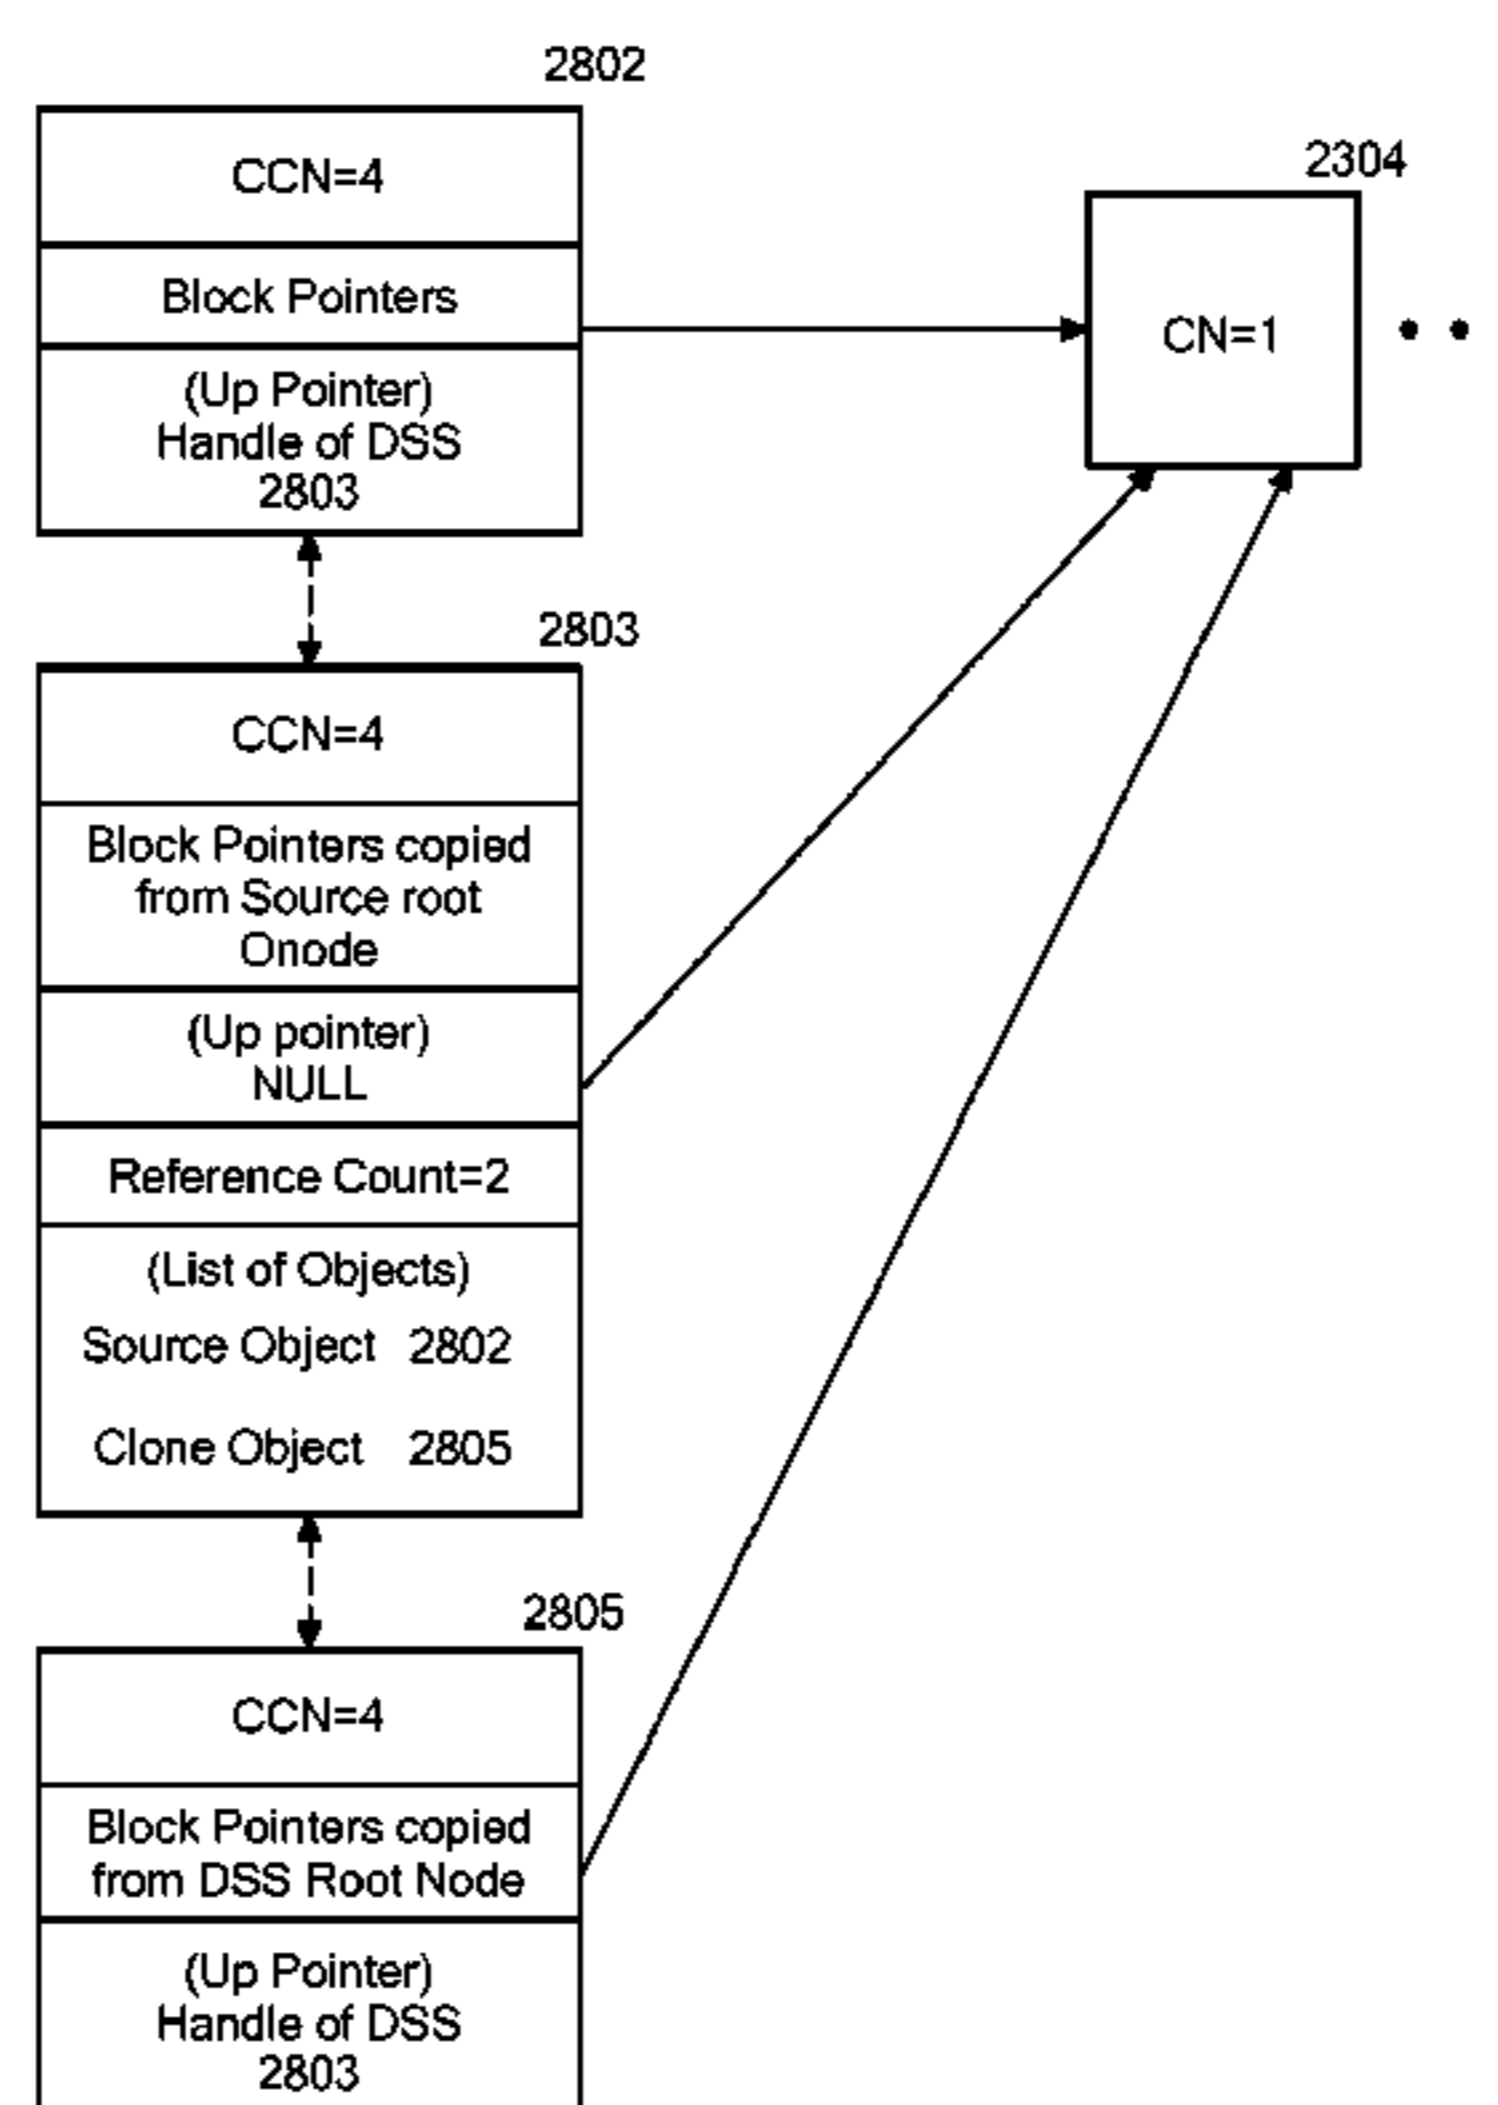 2802
CCN=4
Block Pointers
(Up Pointer)
Handle of DSS
2803
2304
CN=1
2803
CCN=4
Block Pointers copied
from Source root
Onode
(Up pointer)
NULL
Reference Count=2
(List of Objects)
Source Object 2802
Clone Object 2805
2805
CCN=4
Block Pointers copied
from DSS Root Node
(Up Pointer)
Handle of DSS
2803